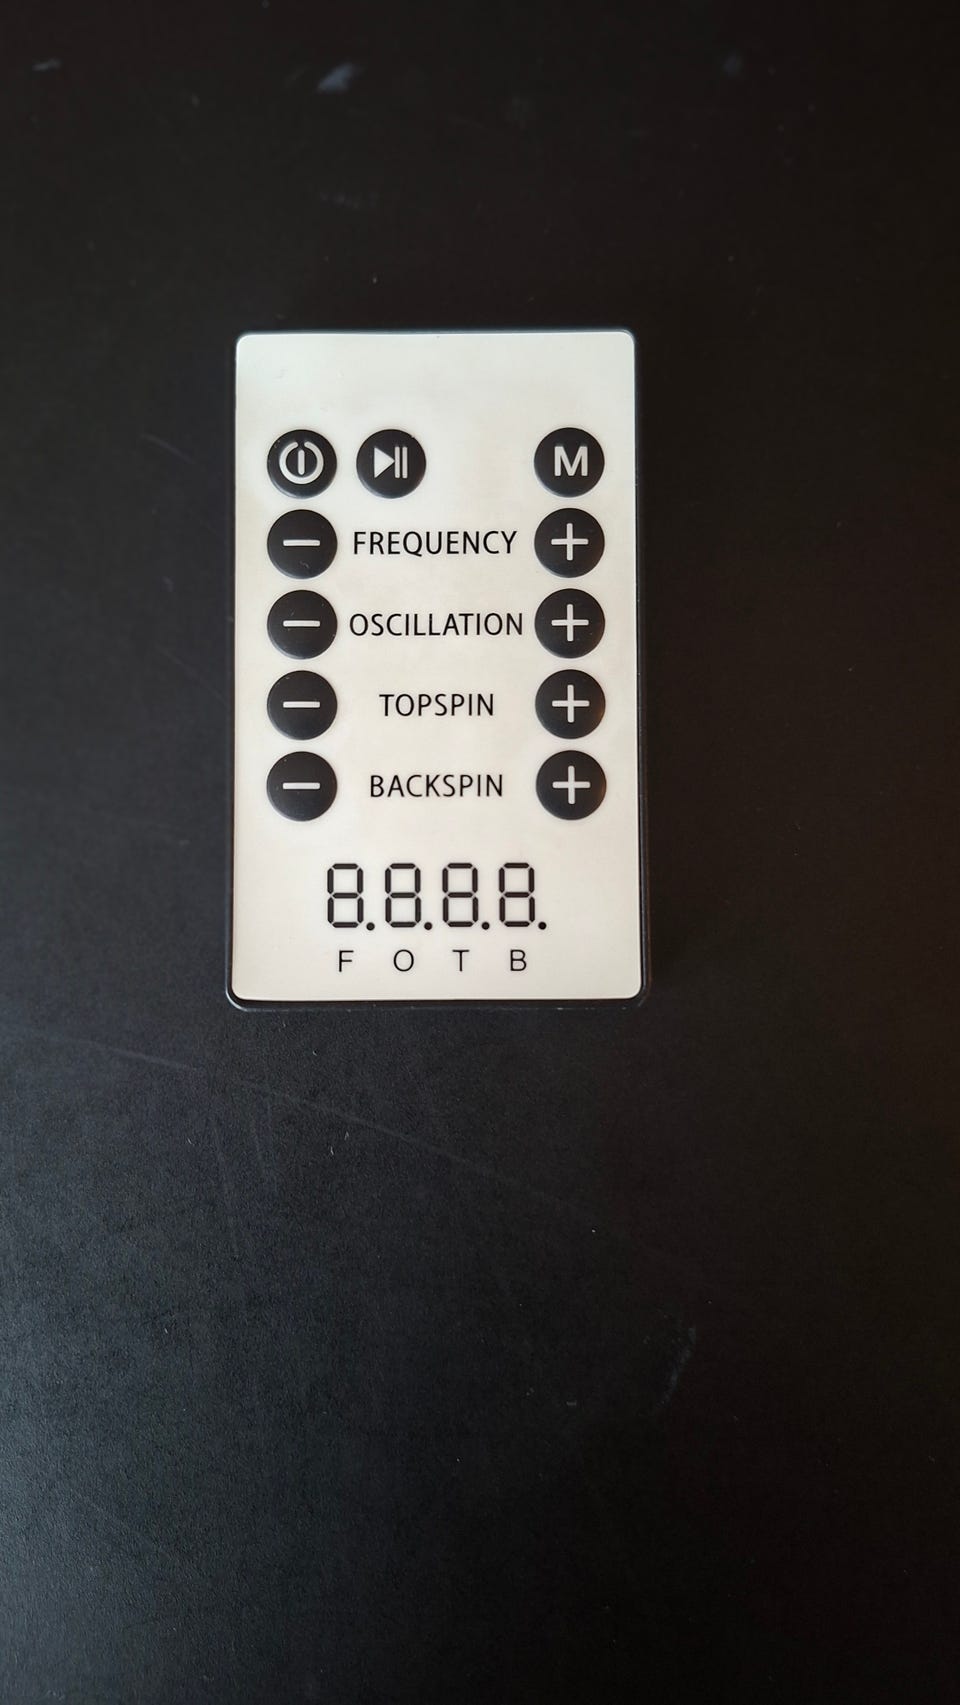 M
- FREQUENCY +
- OSCILLATION +
- TOPSPIN +
- BACKSPIN +
8.8.8.8.
F O T B